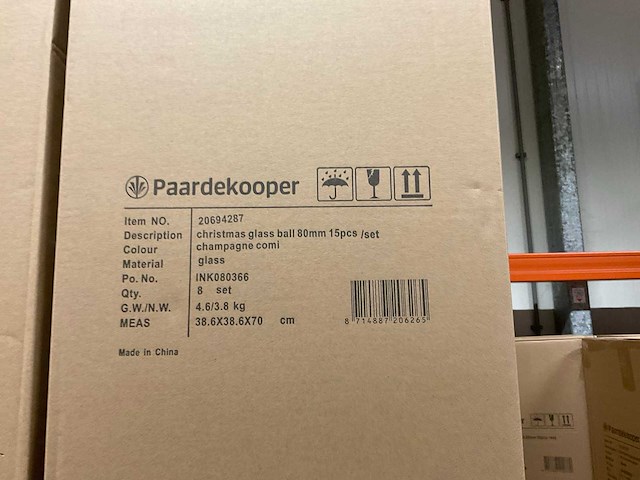 Paardekooper
Item NO. 20694287
Description christmas glass ball 80mm 15pcs /set
Colour champagne comi
Material glass
Po. No. INK080366
Qty. 8 set
G.W./N.W. 4.6/3.8 kg
MEAS 38.6X38.6X70 cm
8 714887 206265
Made in China